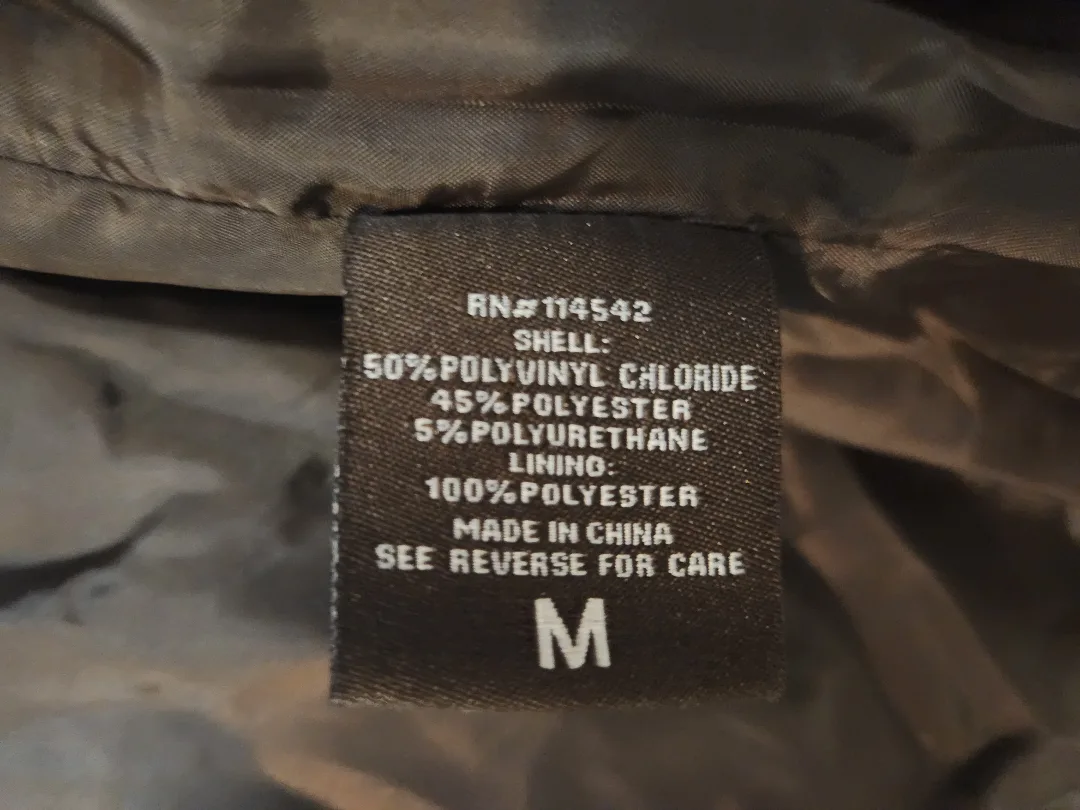 RN#114542
SHELL:
50%POLYVINYL CHLORIDE
45%POLYESTER
5%POLYURETHANE
LINING:
100%POLYESTER
MADE IN CHINA
SEE REVERSE FOR CARE
M